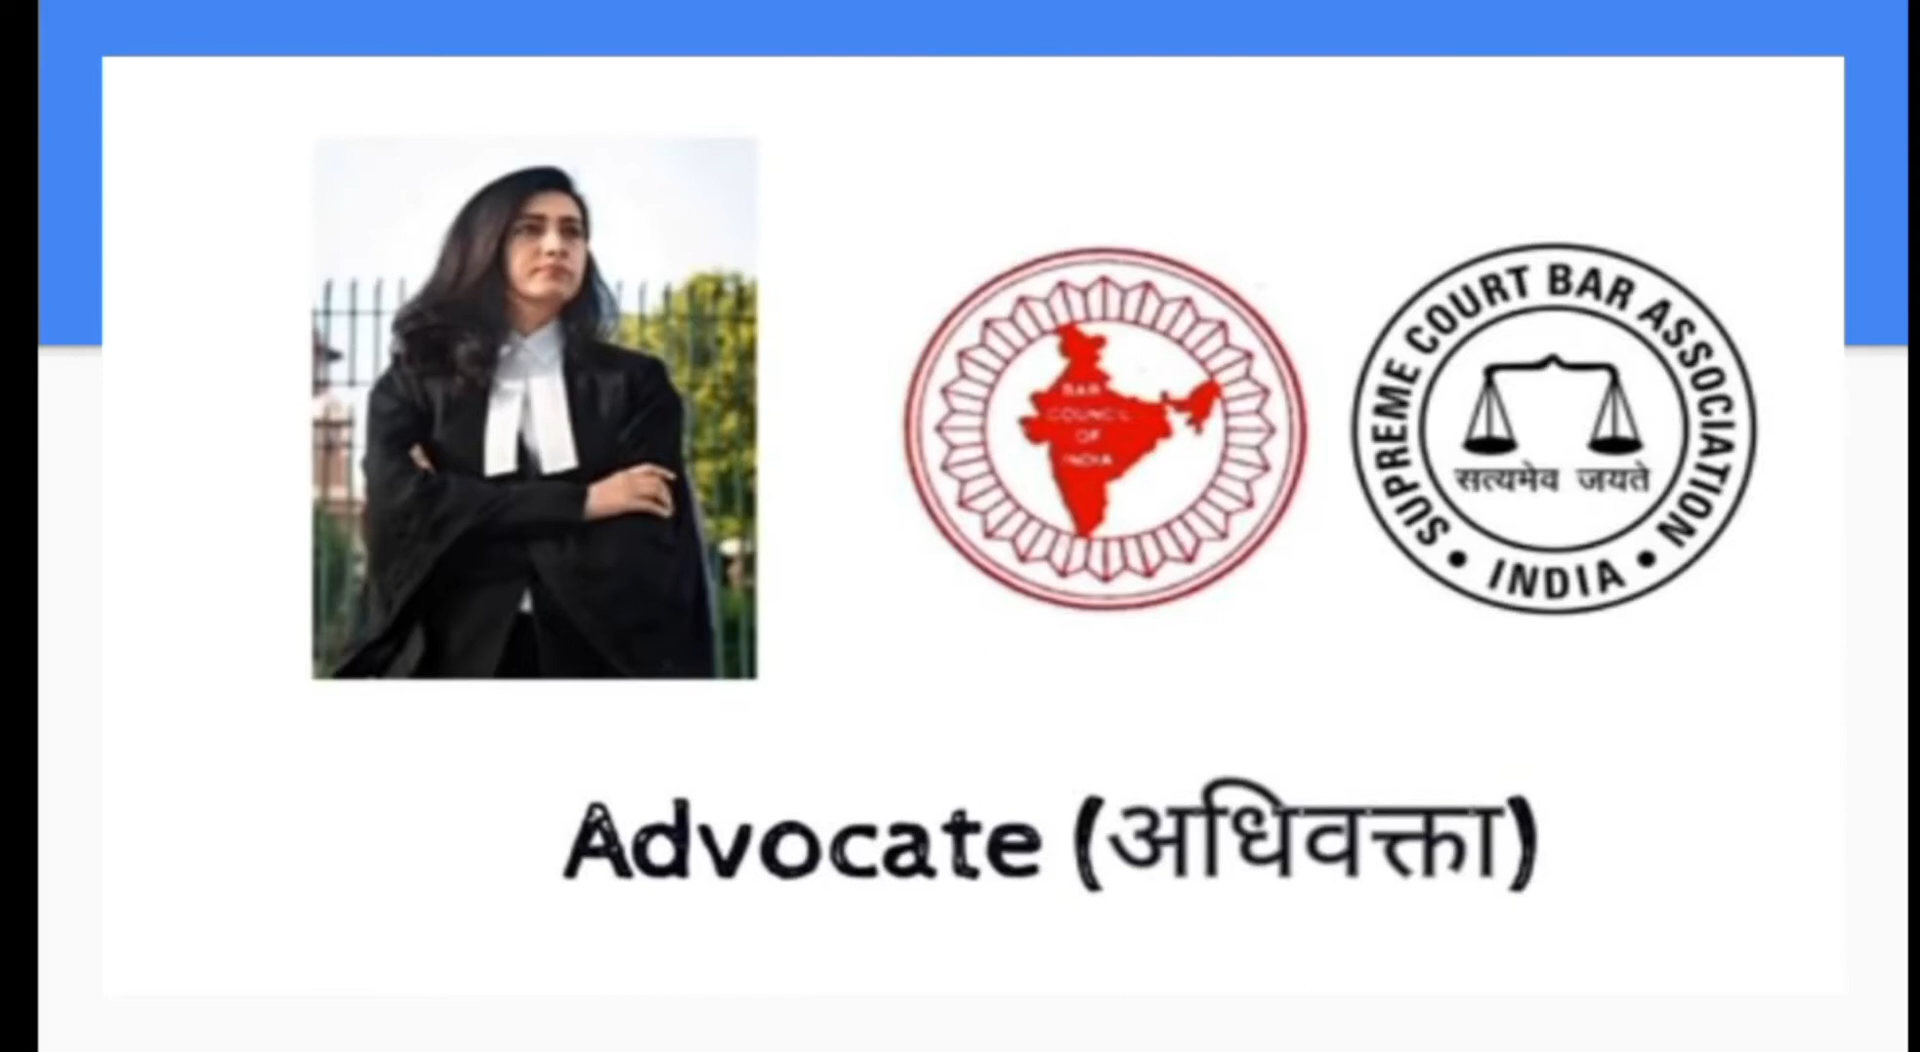 BAR
COUNCIL
OF
INDIA
SUPREME COURT BAR ASSOCIATION
सत्यमेव जयते
• INDIA •
Advocate (अधिवक्ता)